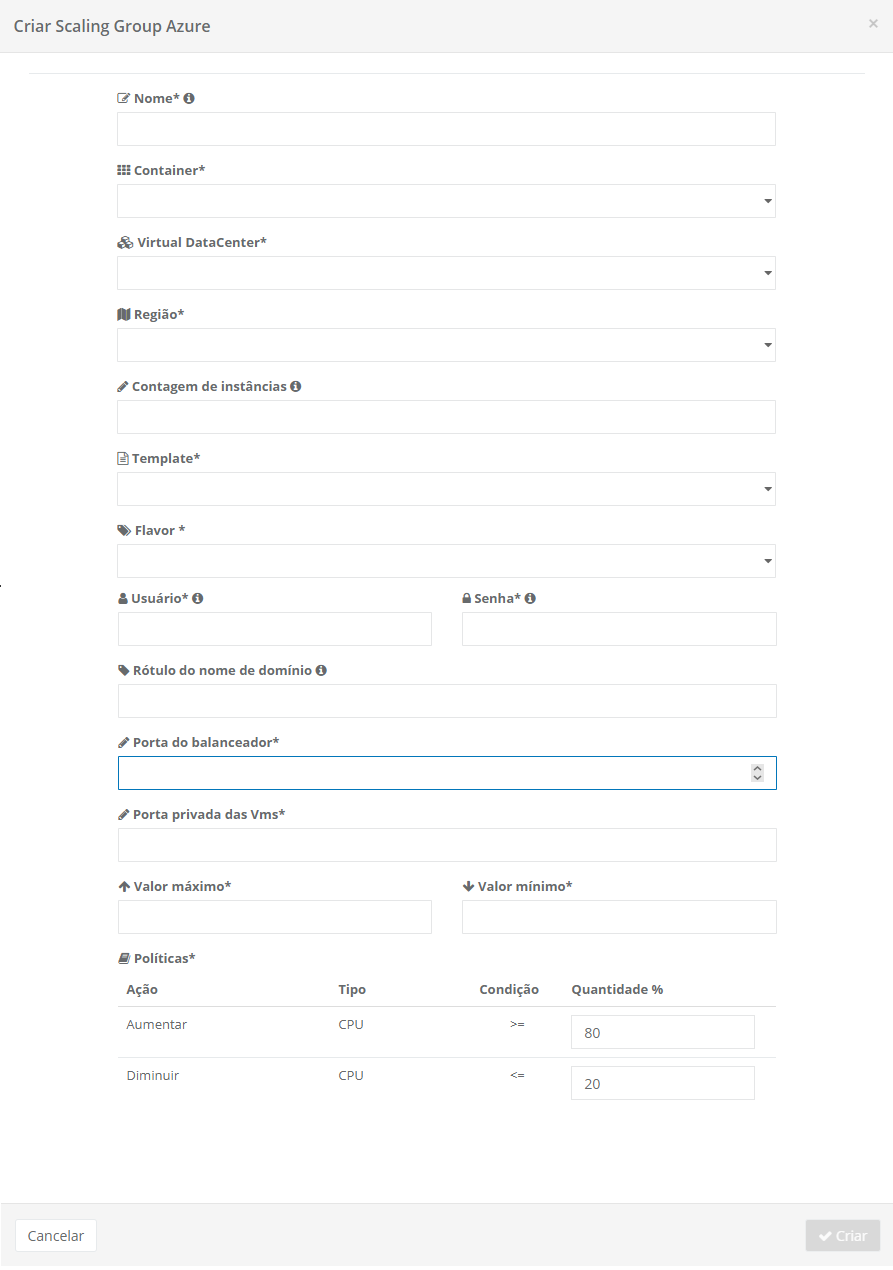 Criar Scaling Group Azure ×
Nome*
Container*
Virtual DataCenter*
Região*
Contagem de instâncias
Template*
Flavor *
Usuário* Senha*
Rótulo do nome de domínio
Porta do balanceador*
Porta privada das Vms*
Valor máximo* Valor mínimo*
Políticas*
Ação Tipo Condição Quantidade %
Aumentar CPU >= 80
Diminuir CPU <= 20
Cancelar Criar